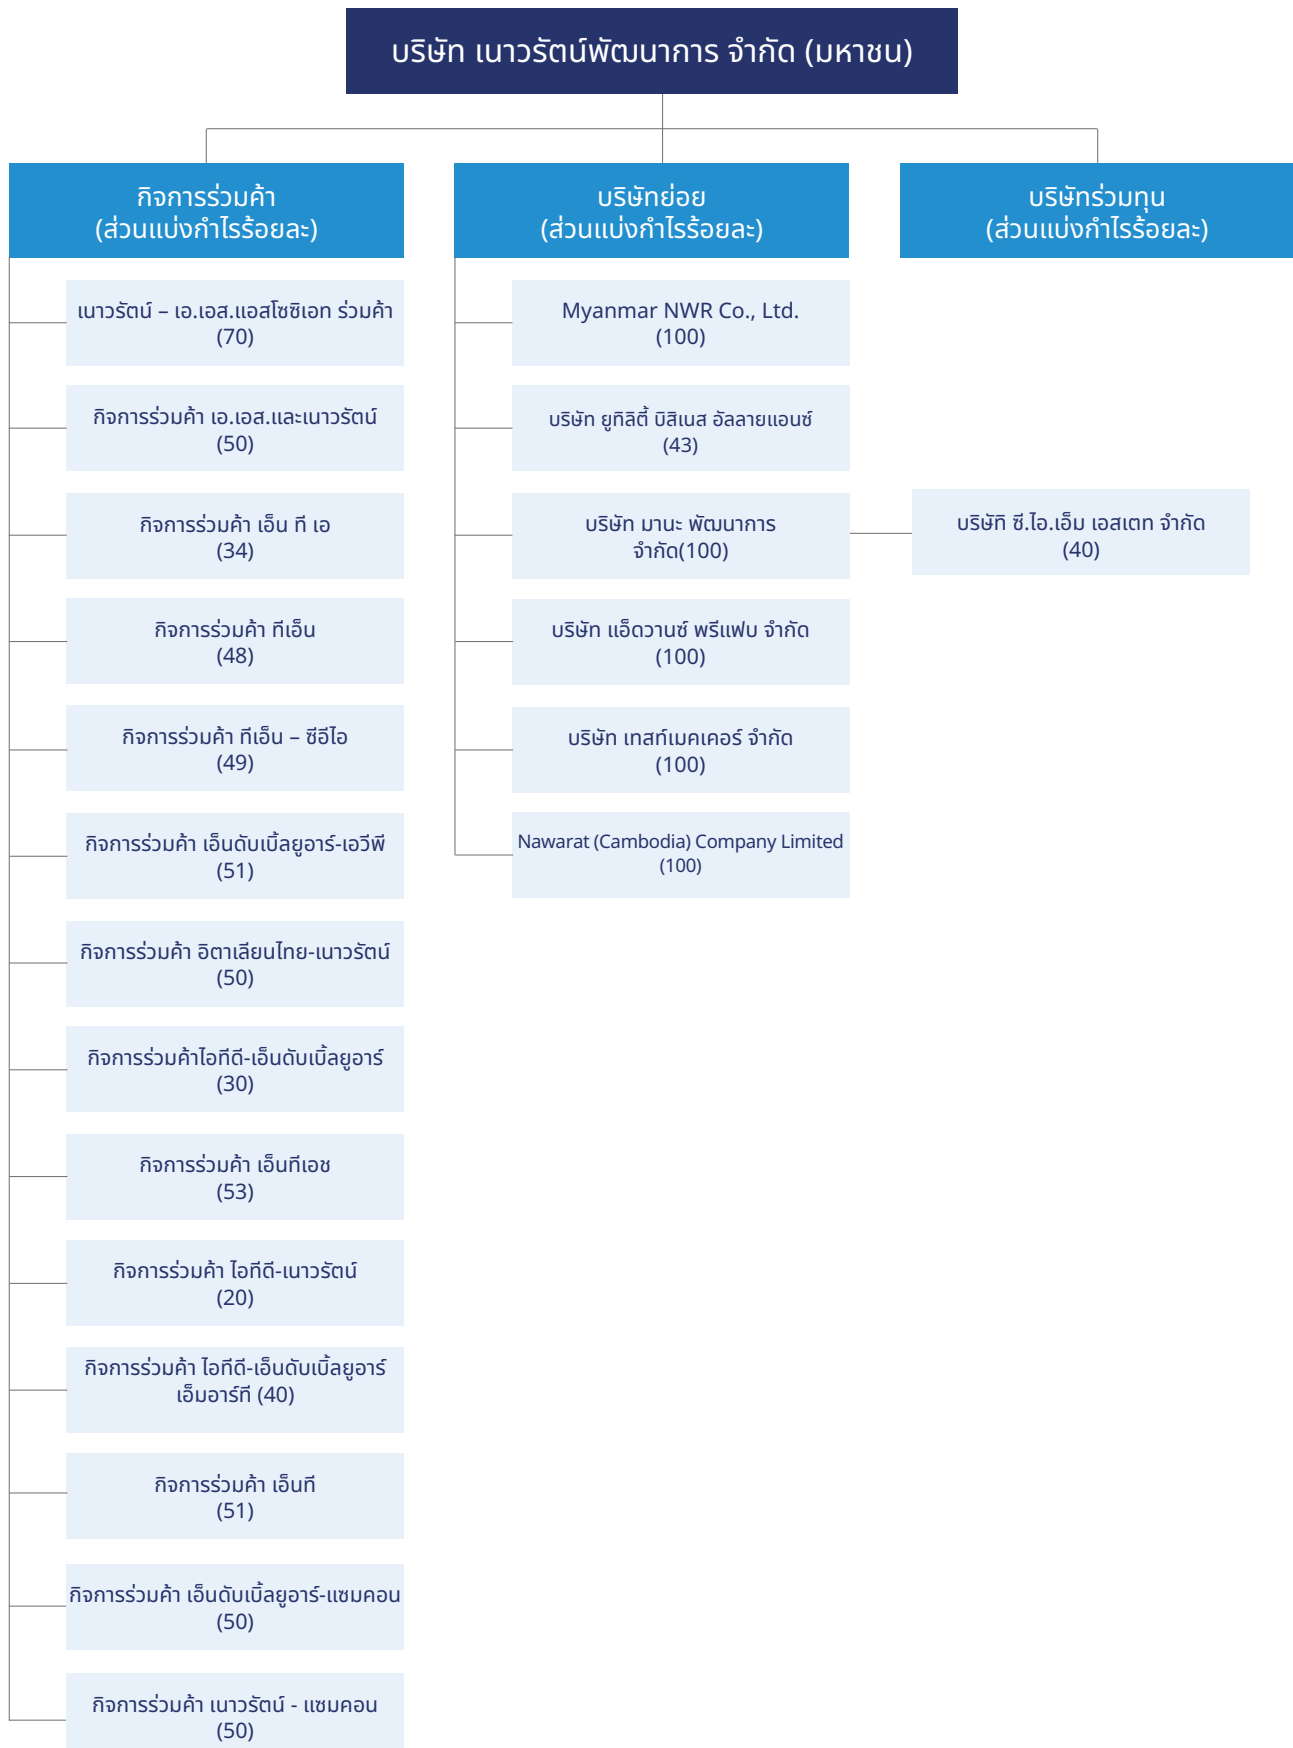 บริษัท เนาวรัตน์พัฒนาการ จำกัด (มหาชน)
กิจการร่วมค้า
(ส่วนแบ่งกำไรร้อยละ)
เนาวรัตน์ – เอ.เอส.แอสโซซิเอท ร่วมค้า
(70)
กิจการร่วมค้า เอ.เอส.และเนาวรัตน์
(50)
กิจการร่วมค้า เอ็น ที เอ
(34)
กิจการร่วมค้า ทีเอ็น
(48)
กิจการร่วมค้า ทีเอ็น – ซีอีไอ
(49)
กิจการร่วมค้า เอ็นดับเบิ้ลยูอาร์-เอวีพี
(51)
กิจการร่วมค้า อิตาเลียนไทย-เนาวรัตน์
(50)
กิจการร่วมค้าไอทีดี-เอ็นดับเบิ้ลยูอาร์
(30)
กิจการร่วมค้า เอ็นทีเอช
(53)
กิจการร่วมค้า ไอทีดี-เนาวรัตน์
(20)
กิจการร่วมค้า ไอทีดี-เอ็นดับเบิ้ลยูอาร์
เอ็มอาร์ที (40)
กิจการร่วมค้า เอ็นที
(51)
กิจการร่วมค้า เอ็นดับเบิ้ลยูอาร์-แซมคอน
(50)
กิจการร่วมค้า เนาวรัตน์ - แซมคอน
(50)
บริษัทย่อย
(ส่วนแบ่งกำไรร้อยละ)
Myanmar NWR Co., Ltd.
(100)
บริษัท ยูทิลิตี้ บิสิเนส อัลลายแอนซ์
(43)
บริษัท มานะ พัฒนาการ
จำกัด(100)
บริษัท แอ็ดวานซ์ พรีแฟบ จำกัด
(100)
บริษัท เทสท์เมคเคอร์ จำกัด
(100)
Nawarat (Cambodia) Company Limited
(100)
บริษัทร่วมทุน
(ส่วนแบ่งกำไรร้อยละ)
บริษัทิ ซี.ไอ.เอ็ม เอสเตท จำกัด
(40)